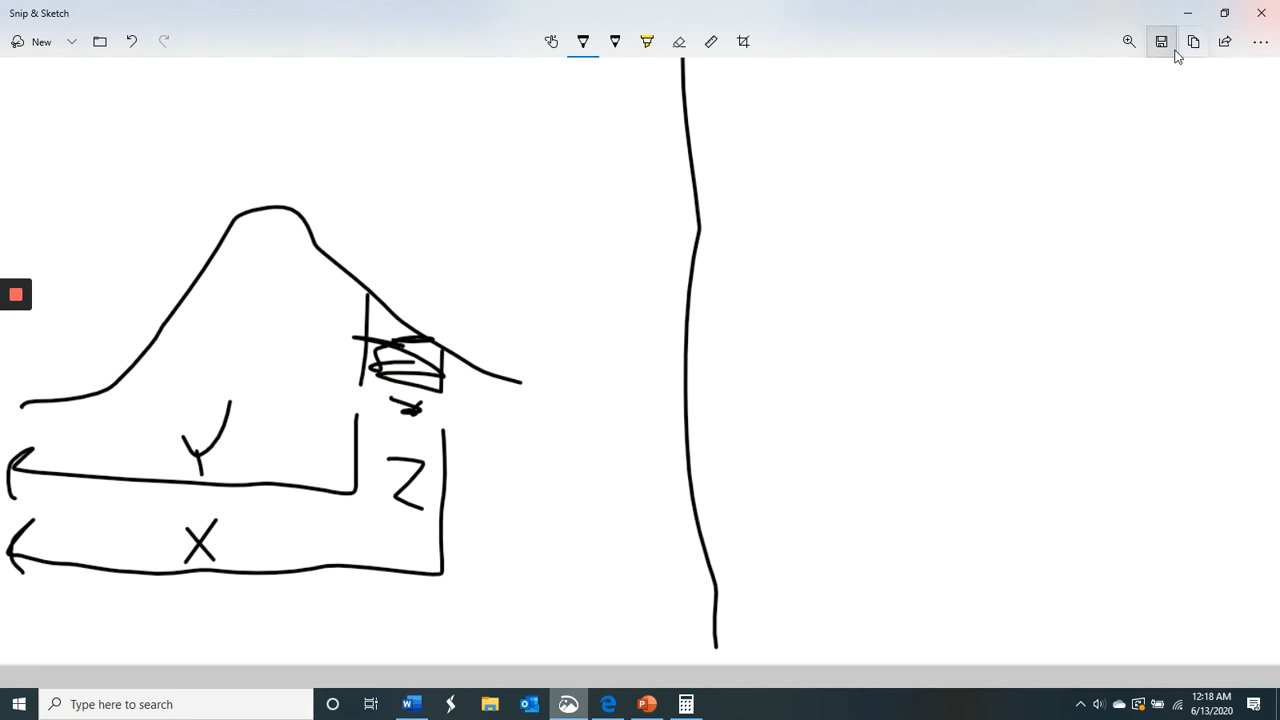 Snip & Sketch
New
Y
Z
X
Type here to search
12:18 AM
6/13/2020